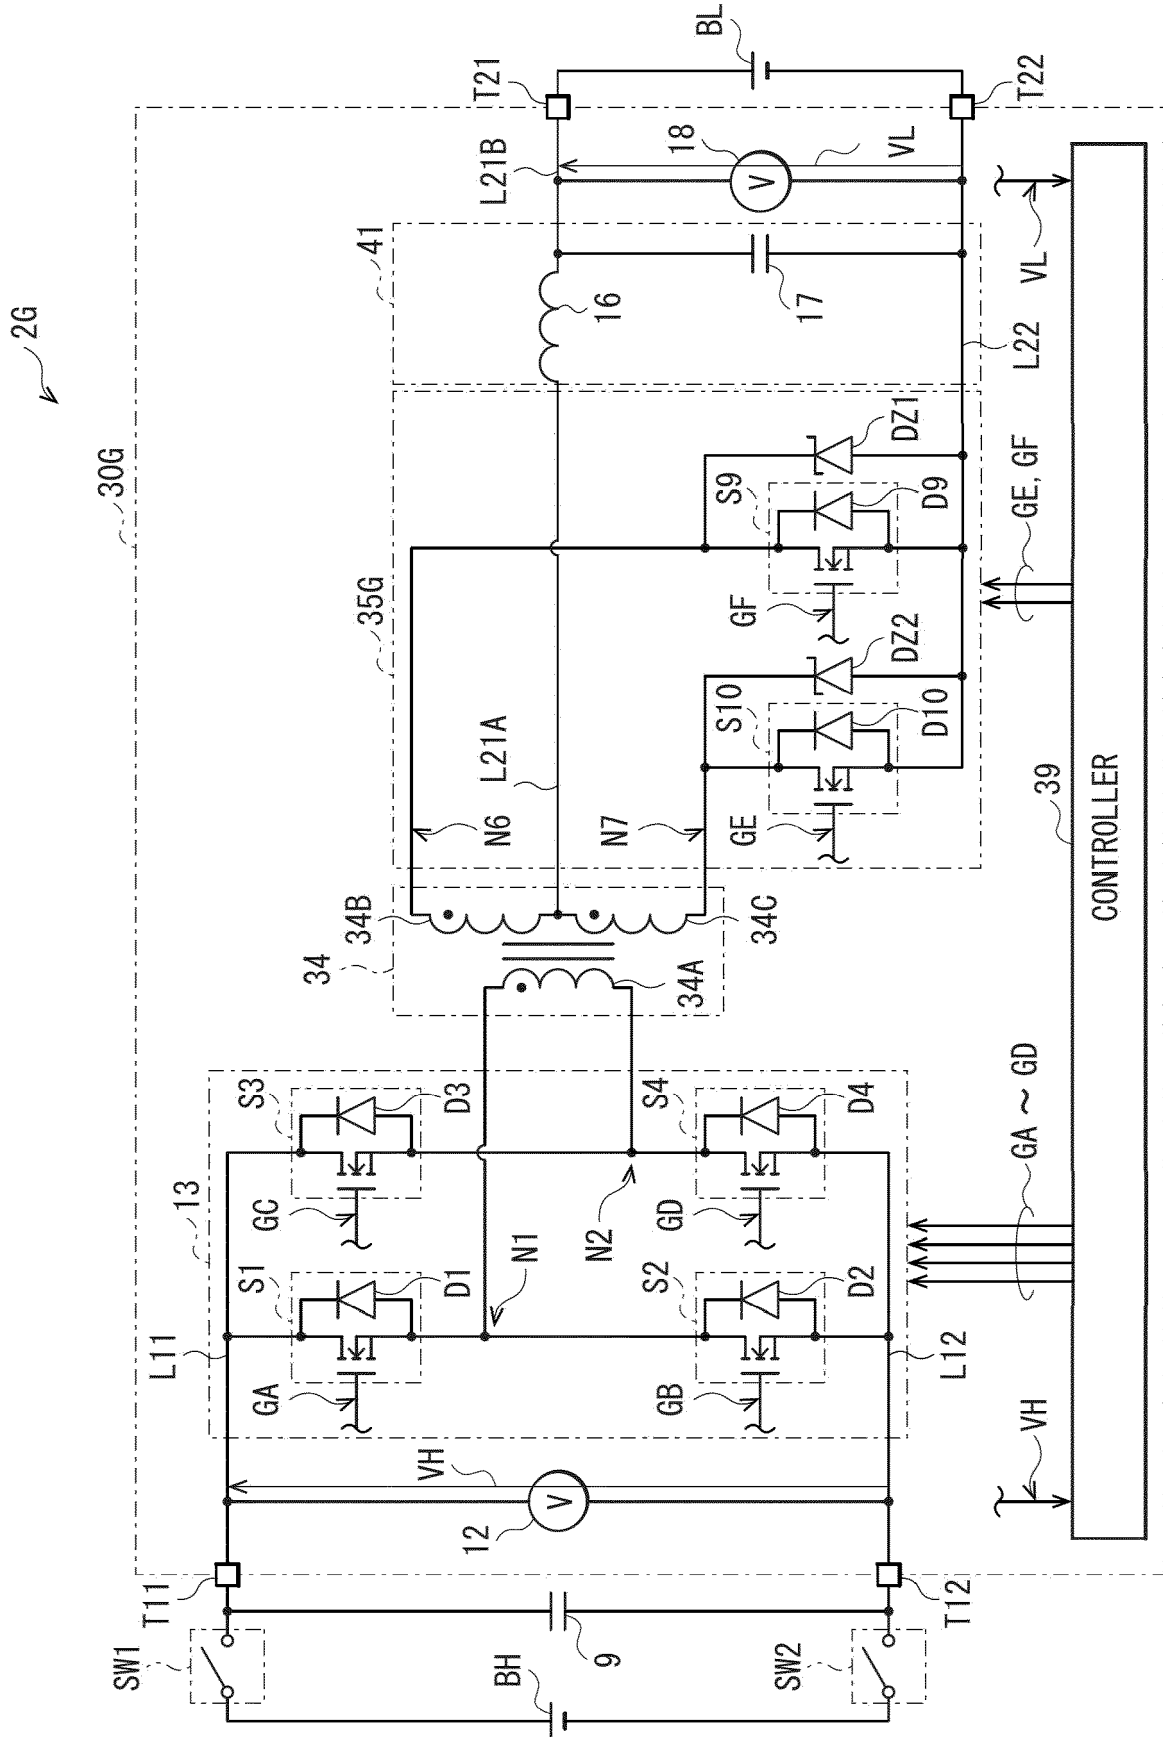 2G
30G
SW1
T11
L11
13
S1
GA
D1
S3
GC
D3
34
34B
34A
34C
35G
N6
L21A
N7
41
16
17
L21B
T21
BL
18
V
VL
T22
BH
9
12
V
VH
N1
N2
S2
GB
D2
S4
GD
D4
S10
GE
D10
DZ2
S9
GF
D9
DZ1
L22
SW2
T12
L12
VH
GA ~ GD
GE, GF
VL
39
CONTROLLER